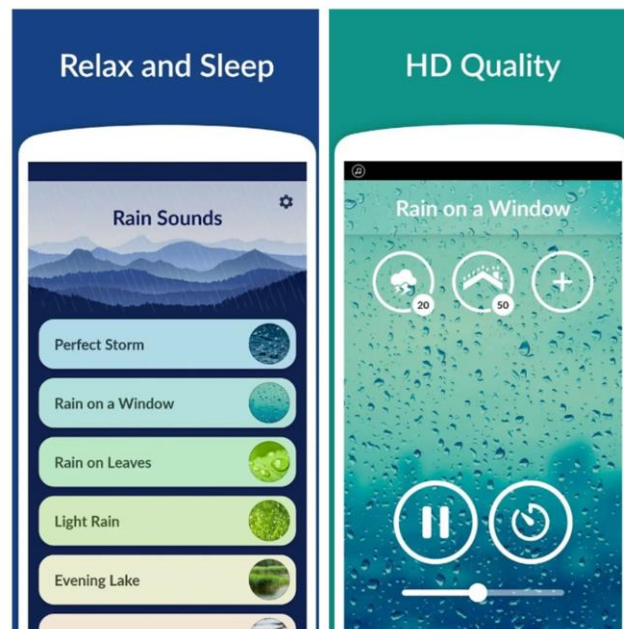 Relax and Sleep
Rain Sounds
Perfect Storm
Rain on a Window
Rain on Leaves
Light Rain
Evening Lake
HD Quality
Rain on a Window
20
50